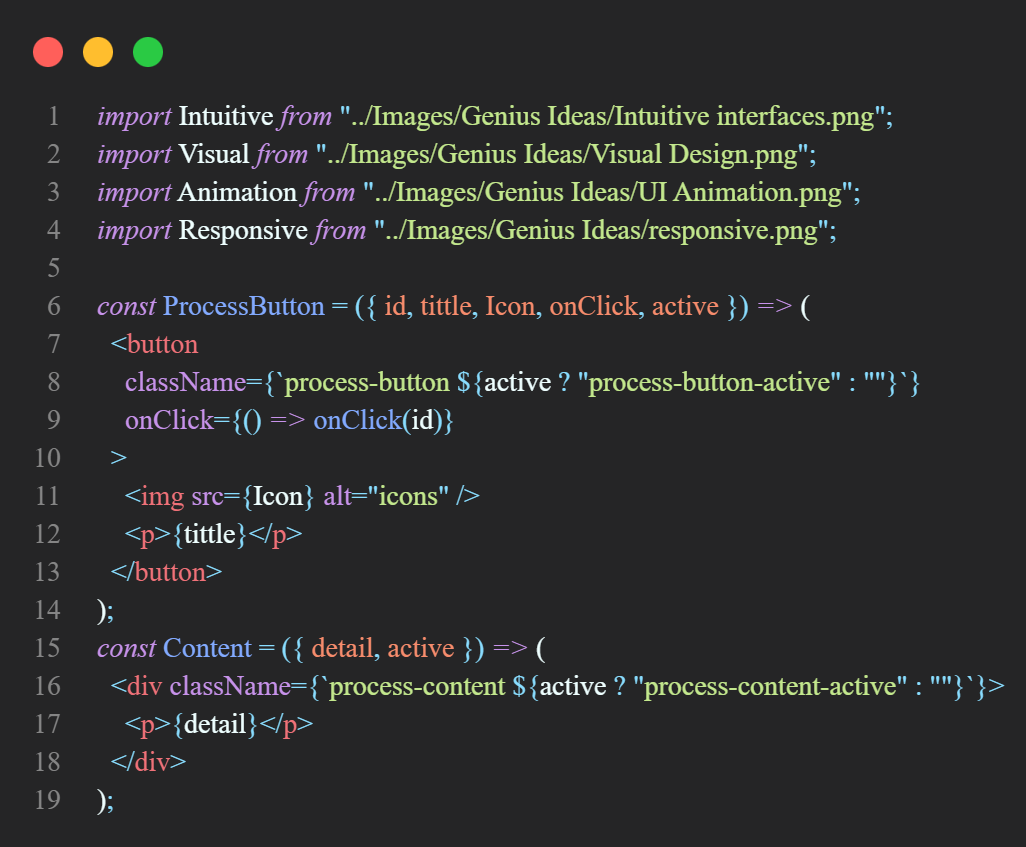 1 import Intuitive from "../Images/Genius Ideas/Intuitive interfaces.png";
2 import Visual from "../Images/Genius Ideas/Visual Design.png";
3 import Animation from "../Images/Genius Ideas/UI Animation.png";
4 import Responsive from "../Images/Genius Ideas/responsive.png";
5
6 const ProcessButton = ({ id, tittle, Icon, onClick, active }) => (
7   <button
8     className={`process-button ${active ? "process-button-active" : ""}`}
9     onClick={() => onClick(id)}
10   >
11     <img src={Icon} alt="icons" />
12     <p>{tittle}</p>
13   </button>
14 );
15 const Content = ({ detail, active }) => (
16   <div className={`process-content ${active ? "process-content-active" : ""}`}>
17     <p>{detail}</p>
18   </div>
19 );